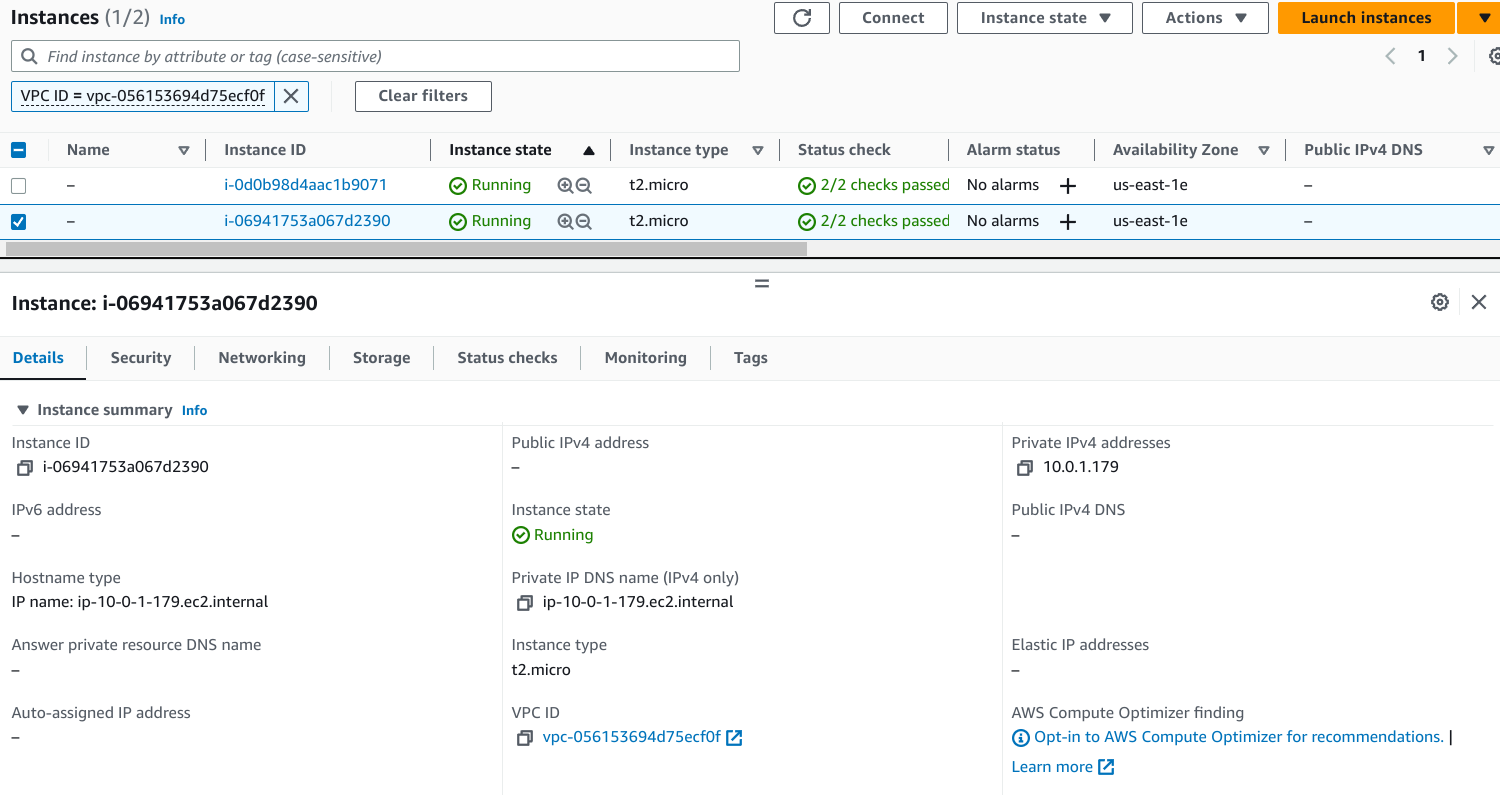 Instances (1/2) Info
Connect
Instance state
Actions
Launch instances
Find instance by attribute or tag (case-sensitive)
1
VPC ID = vpc-056153694d75ecf0f
Clear filters
Name Instance ID Instance state Instance type Status check Alarm status Availability Zone Public IPv4 DNS
– i-0d0b98d4aac1b9071 Running t2.micro 2/2 checks passed No alarms us-east-1e –
– i-06941753a067d2390 Running t2.micro 2/2 checks passed No alarms us-east-1e –
Instance: i-06941753a067d2390
Details Security Networking Storage Status checks Monitoring Tags
Instance summary Info
Instance ID
i-06941753a067d2390
Public IPv4 address
–
Private IPv4 addresses
10.0.1.179
IPv6 address
–
Instance state
Running
Public IPv4 DNS
–
Hostname type
IP name: ip-10-0-1-179.ec2.internal
Private IP DNS name (IPv4 only)
ip-10-0-1-179.ec2.internal
Answer private resource DNS name
–
Instance type
t2.micro
Elastic IP addresses
–
Auto-assigned IP address
–
VPC ID
vpc-056153694d75ecf0f
AWS Compute Optimizer finding
Opt-in to AWS Compute Optimizer for recommendations. |
Learn more